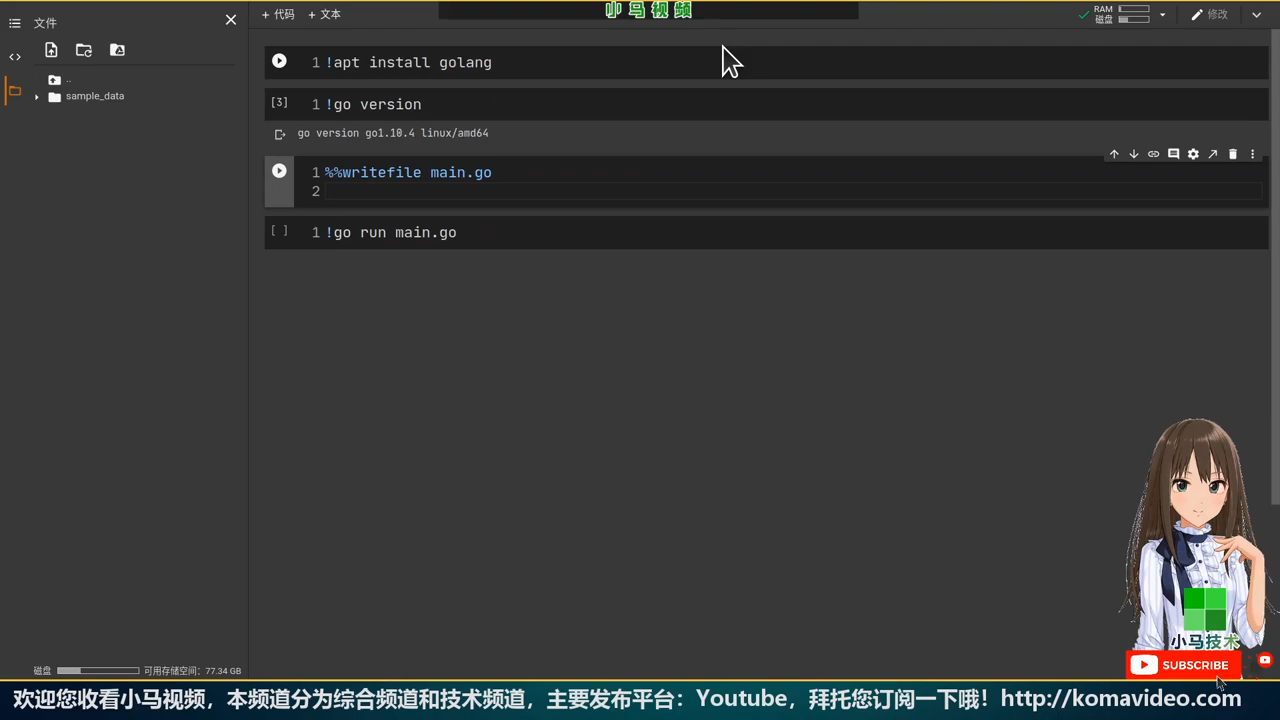 小马视频
文件
+ 代码 + 文本
RAM
磁盘
修改
..
sample_data
1 !apt install golang
[3] 1 !go version
go version go1.10.4 linux/amd64
1 %%writefile main.go
2
[ ] 1 !go run main.go
磁盘 可用存储空间：77.34 GB
小马技术
SUBSCRIBE
欢迎您收看小马视频，本频道分为综合频道和技术频道，主要发布平台：Youtube，拜托您订阅一下哦！http://komavideo.com